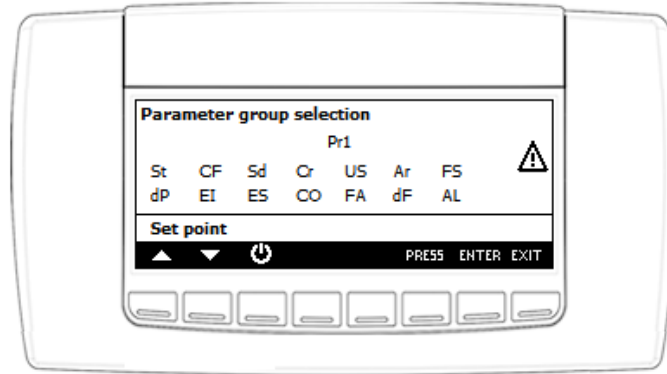 Parameter group selection
Pr1
St CF Sd Cr US Ar FS
dP EI ES CO FA dF AL
Set point
PRESS ENTER EXIT